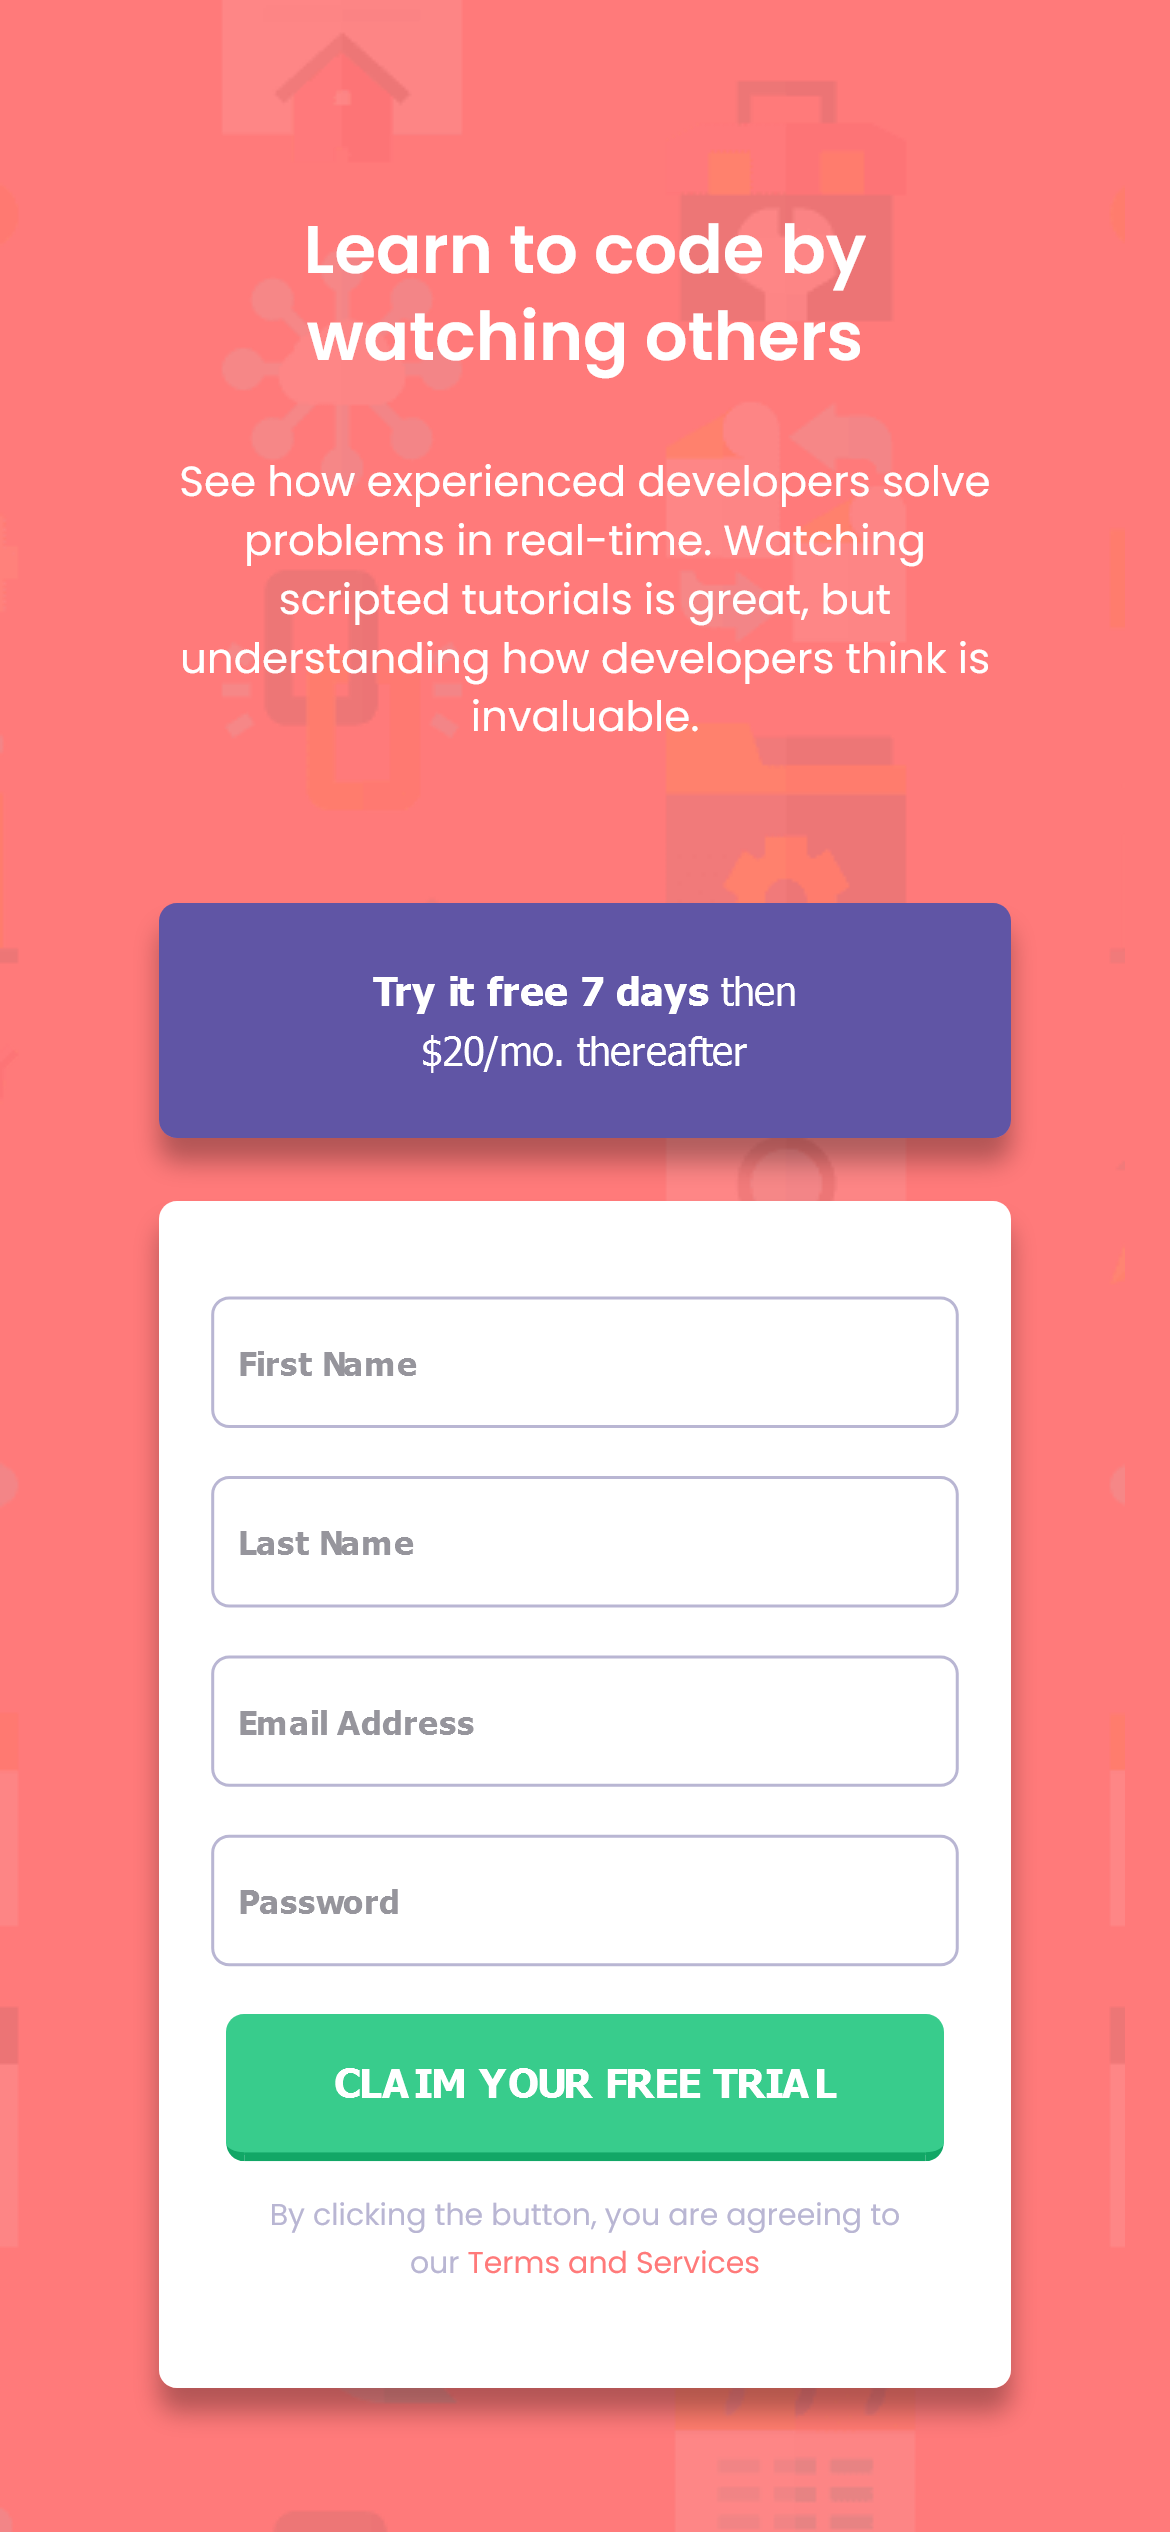 Learn to code by
watching others
See how experienced developers solve
problems in real-time. Watching
scripted tutorials is great, but
understanding how developers think is
invaluable.
Try it free 7 days then
$20/mo. thereafter
First Name
Last Name
Email Address
Password
CLAIM YOUR FREE TRIAL
By clicking the button, you are agreeing to
our Terms and Services